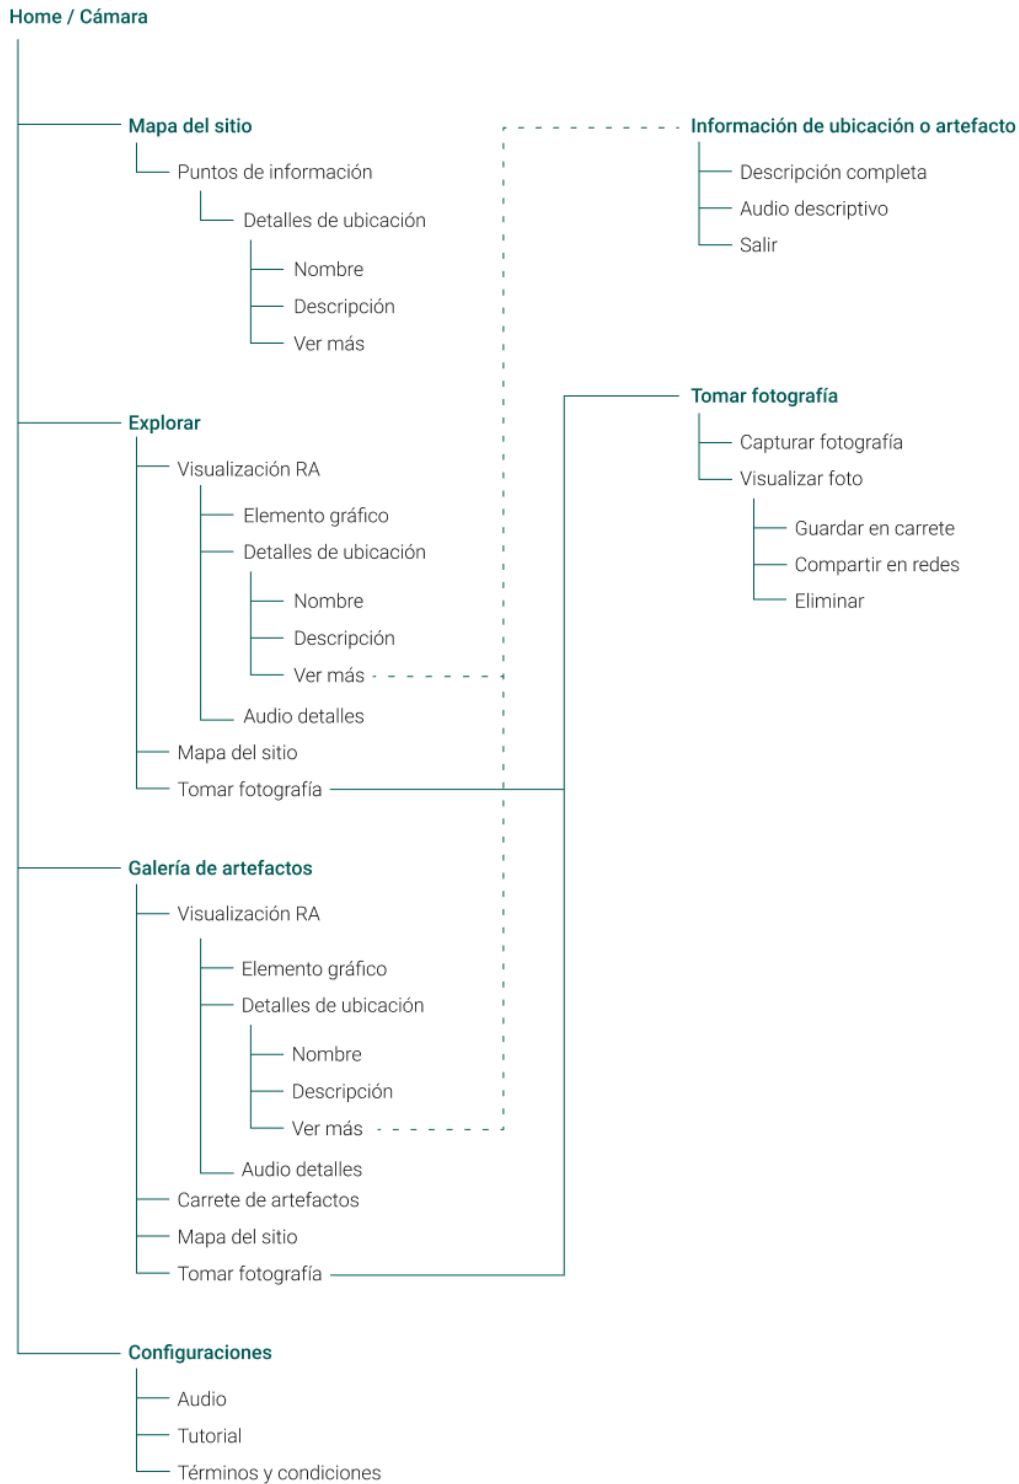 Home / Cámara
Mapa del sitio
Puntos de información
Detalles de ubicación
Nombre
Descripción
Ver más
Explorar
Visualización RA
Elemento gráfico
Detalles de ubicación
Nombre
Descripción
Ver más
Audio detalles
Mapa del sitio
Tomar fotografía
Galería de artefactos
Visualización RA
Elemento gráfico
Detalles de ubicación
Nombre
Descripción
Ver más
Audio detalles
Carrete de artefactos
Mapa del sitio
Tomar fotografía
Configuraciones
Audio
Tutorial
Términos y condiciones
Información de ubicación o artefacto
Descripción completa
Audio descriptivo
Salir
Tomar fotografía
Capturar fotografía
Visualizar foto
Guardar en carrete
Compartir en redes
Eliminar